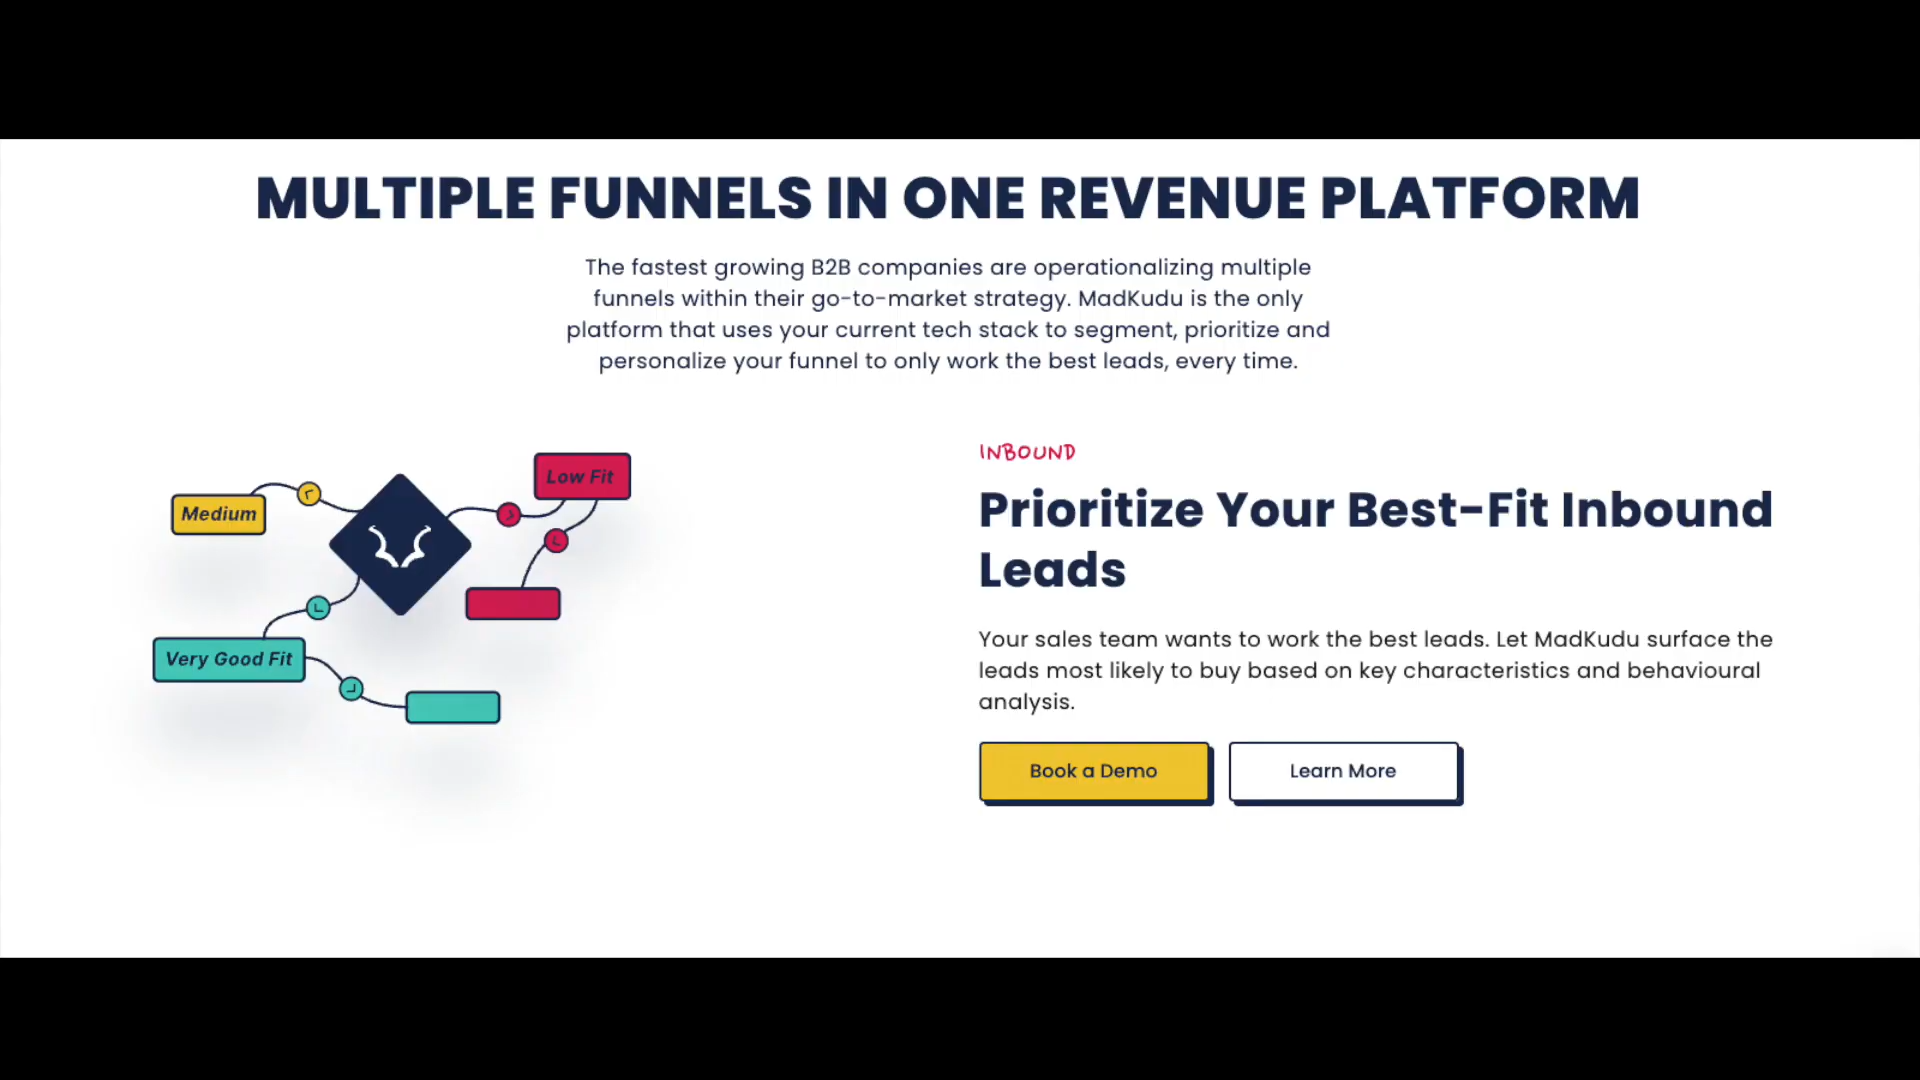 MULTIPLE FUNNELS IN ONE REVENUE PLATFORM
The fastest growing B2B companies are operationalizing multiple
funnels within their go-to-market strategy. MadKudu is the only
platform that uses your current tech stack to segment, prioritize and
personalize your funnel to only work the best leads, every time.
Medium
Low Fit
Very Good Fit
INBOUND
Prioritize Your Best-Fit Inbound
Leads
Your sales team wants to work the best leads. Let MadKudu surface the
leads most likely to buy based on key characteristics and behavioural
analysis.
Book a Demo
Learn More